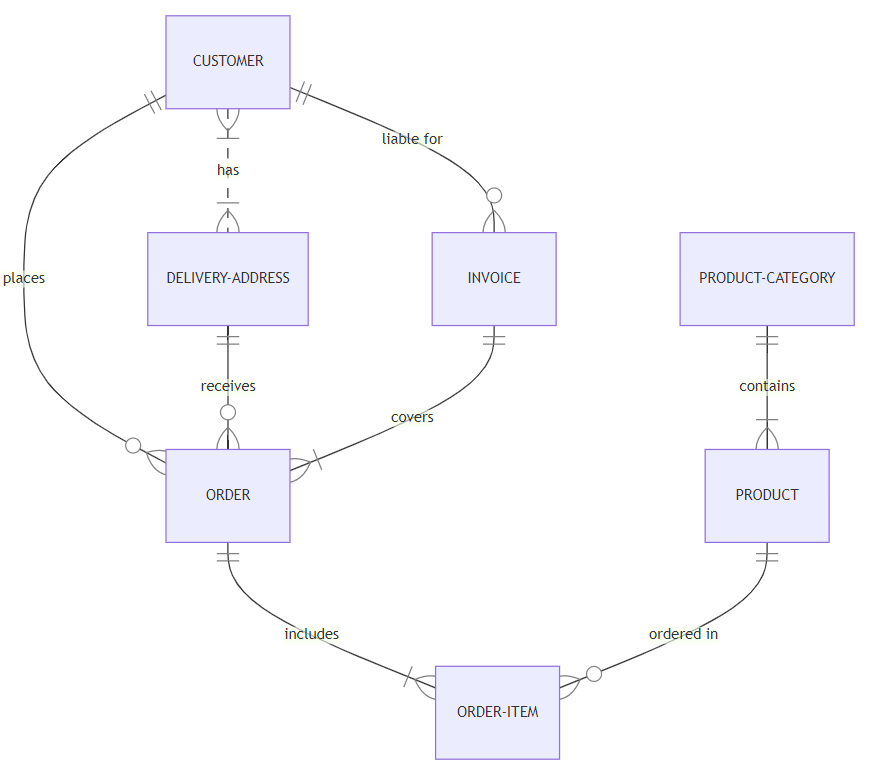 CUSTOMER
liable for
has
places
DELIVERY-ADDRESS
INVOICE
PRODUCT-CATEGORY
receives
contains
covers
ORDER
PRODUCT
includes
ordered in
ORDER-ITEM